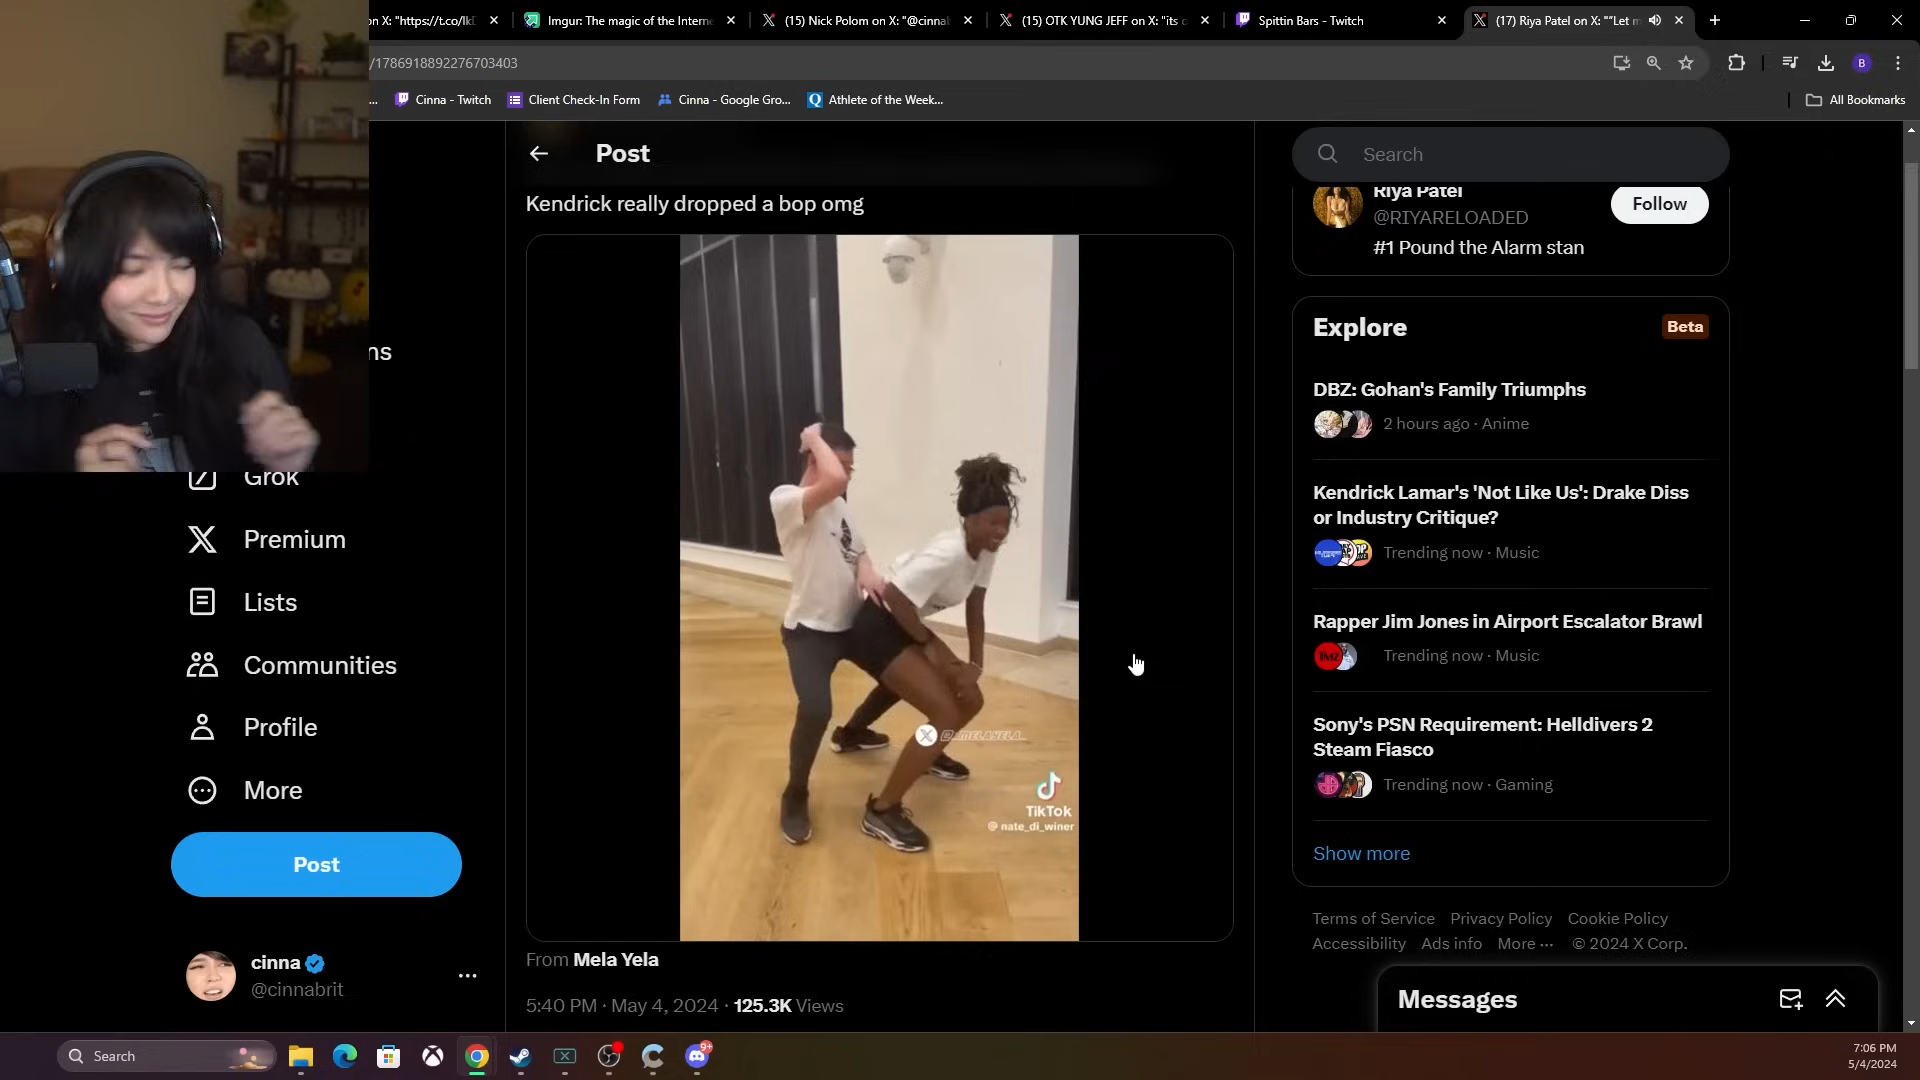 on X: "https://t.co/lkD
Imgur: The magic of the Interne
(15) Nick Polom on X: "@cinnal
(15) OTK YUNG JEFF on X: "its c
Spittin Bars - Twitch
(17) Riya Patel on X: ""Let m
/1786918892276703403
B
...
Cinna - Twitch
Client Check-In Form
Cinna - Google Gro...
Athlete of the Week...
All Bookmarks
ns
Grok
Premium
Lists
Communities
Profile
More
Post
cinna
@cinnabrit
Post
Kendrick really dropped a bop omg
TikTok
@nate_di_winer
From Mela Yela
5:40 PM · May 4, 2024 · 125.3K Views
Search
Riya Patel
@RIYARELOADED
#1 Pound the Alarm stan
Follow
Explore
Beta
DBZ: Gohan's Family Triumphs
2 hours ago · Anime
Kendrick Lamar's 'Not Like Us': Drake Diss
or Industry Critique?
Trending now · Music
Rapper Jim Jones in Airport Escalator Brawl
Trending now · Music
Sony's PSN Requirement: Helldivers 2
Steam Fiasco
Trending now · Gaming
Show more
Terms of Service Privacy Policy Cookie Policy
Accessibility Ads info More ··· © 2024 X Corp.
Messages
Search
9+
7:06 PM
5/4/2024